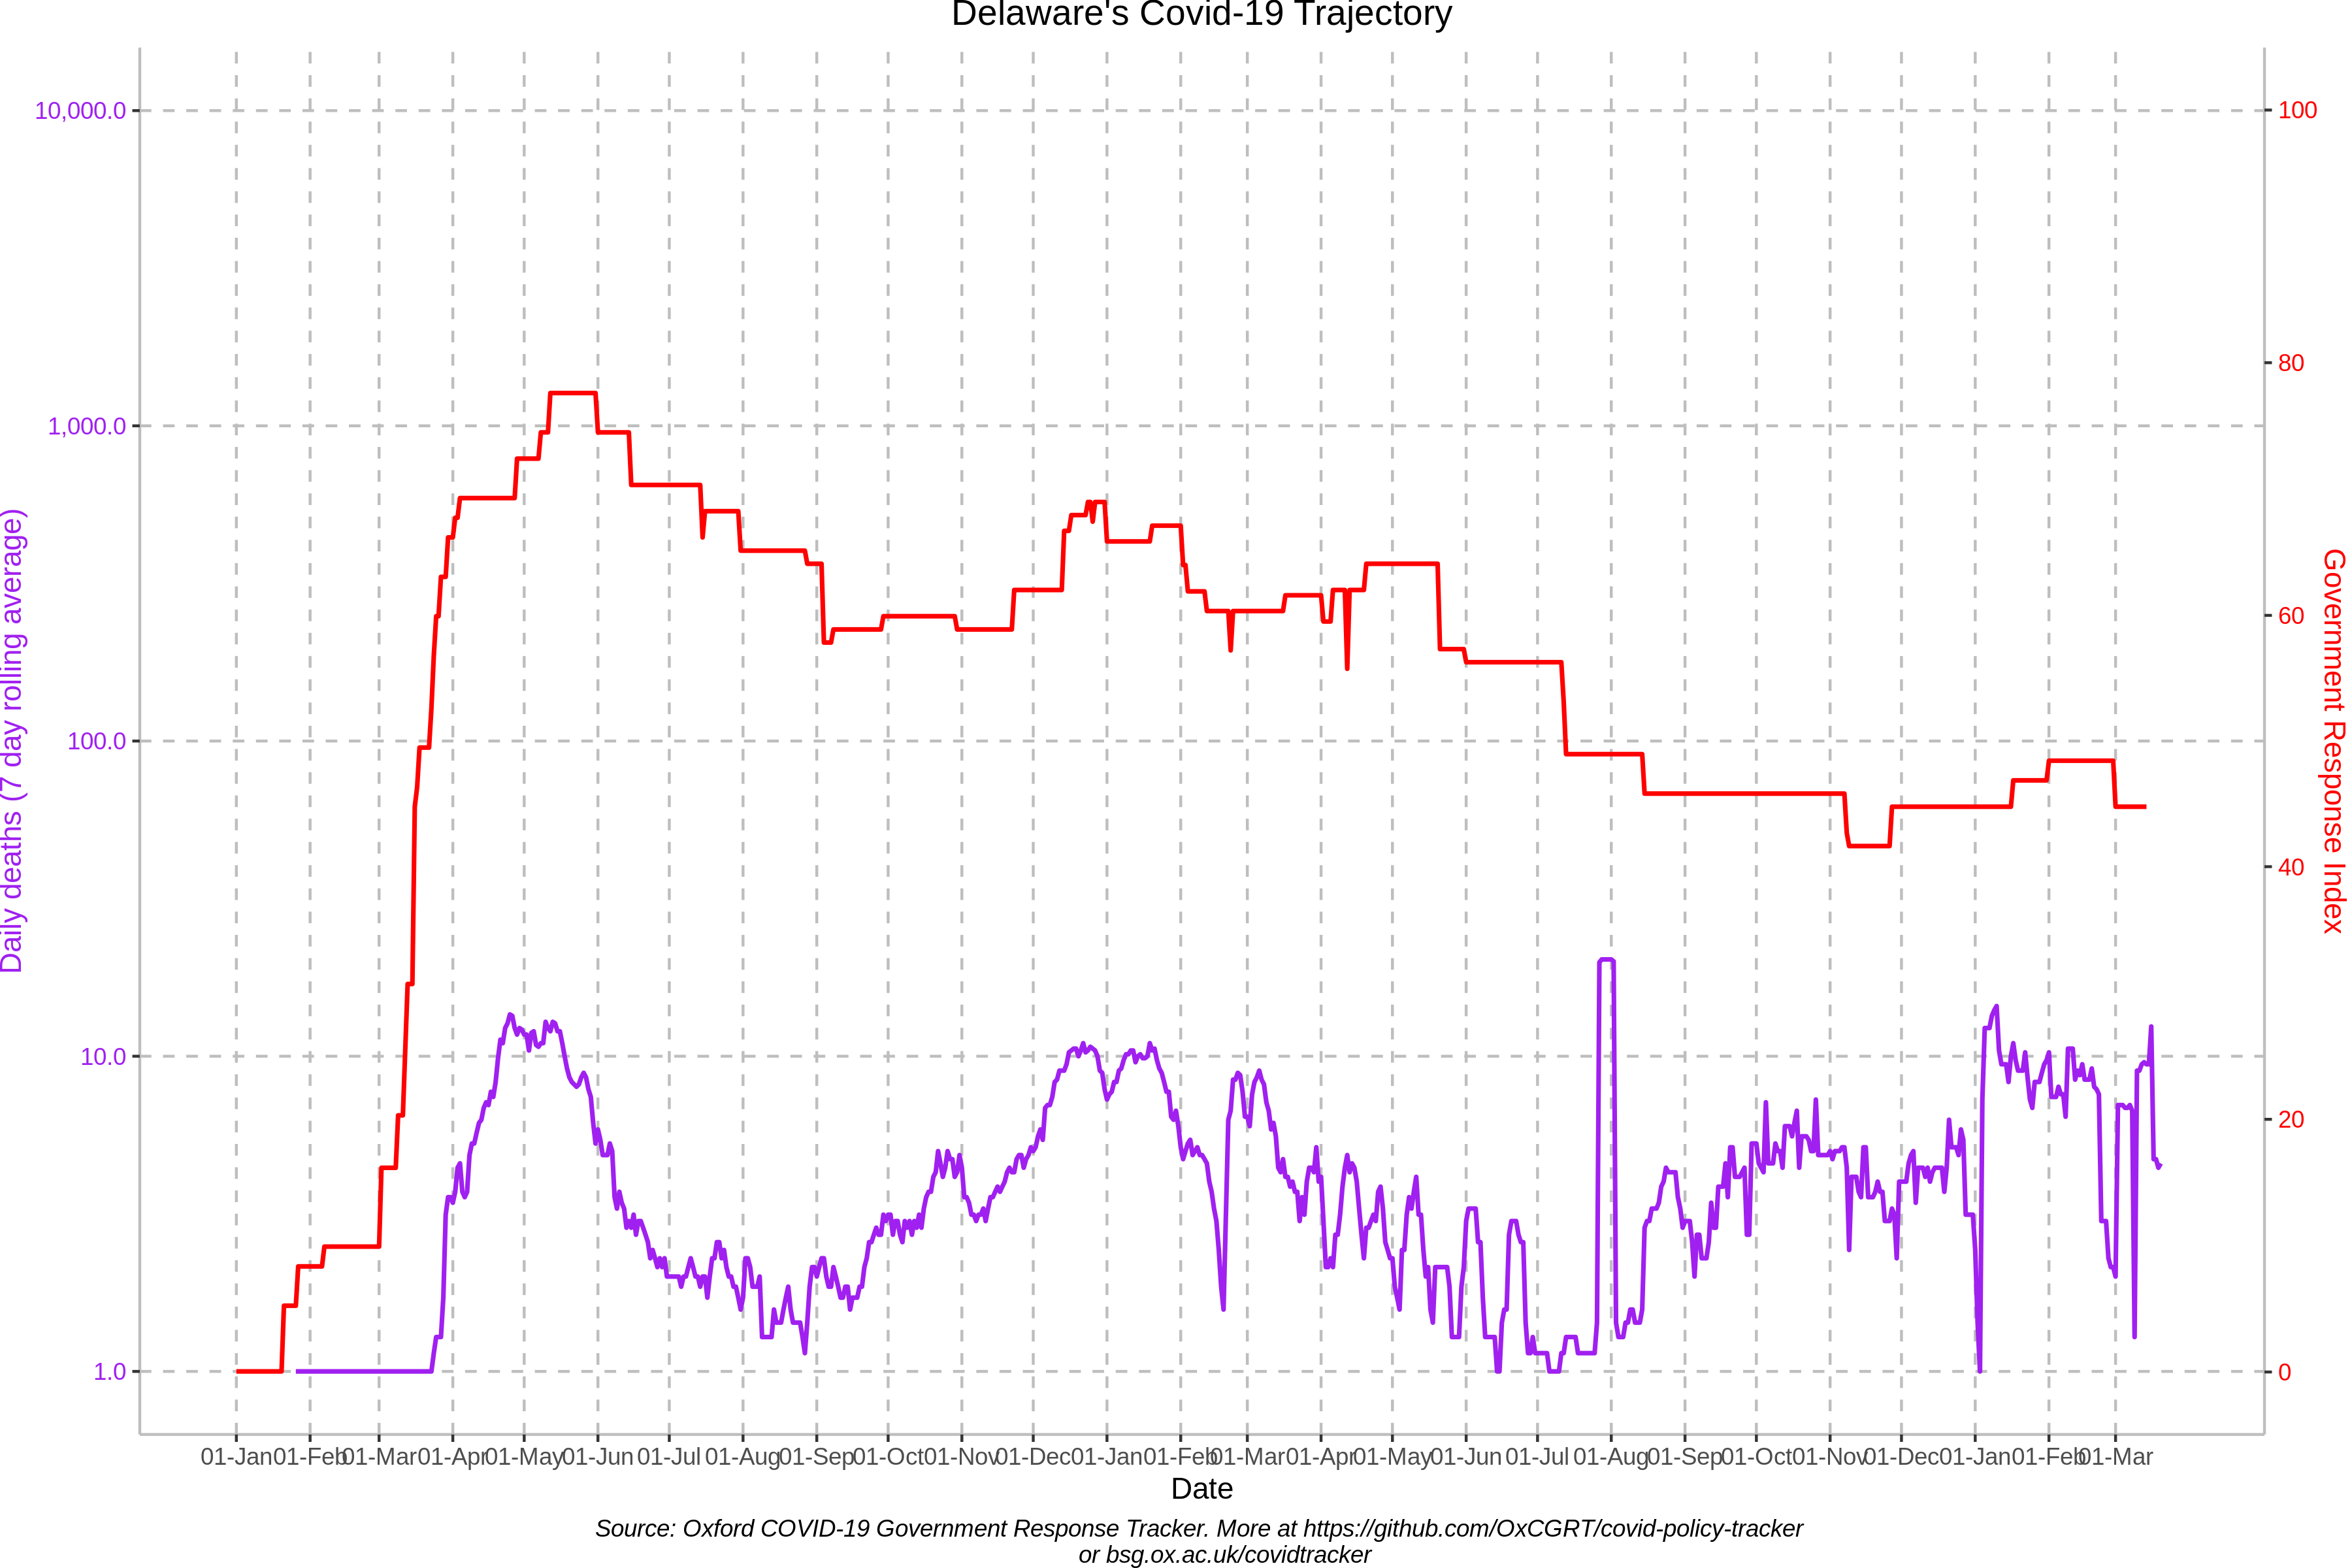 Delaware's Covid-19 Trajectory
10,000.0
1,000.0
100.0
10.0
1.0
Daily deaths (7 day rolling average)
100
80
60
40
20
0
Government Response Index
01-Jan 01-Feb 01-Mar 01-Apr 01-May 01-Jun 01-Jul 01-Aug 01-Sep 01-Oct 01-Nov 01-Dec 01-Jan 01-Feb 01-Mar 01-Apr 01-May 01-Jun 01-Jul 01-Aug 01-Sep 01-Oct 01-Nov 01-Dec 01-Jan 01-Feb 01-Mar
Date
Source: Oxford COVID-19 Government Response Tracker. More at https://github.com/OxCGRT/covid-policy-tracker
or bsg.ox.ac.uk/covidtracker